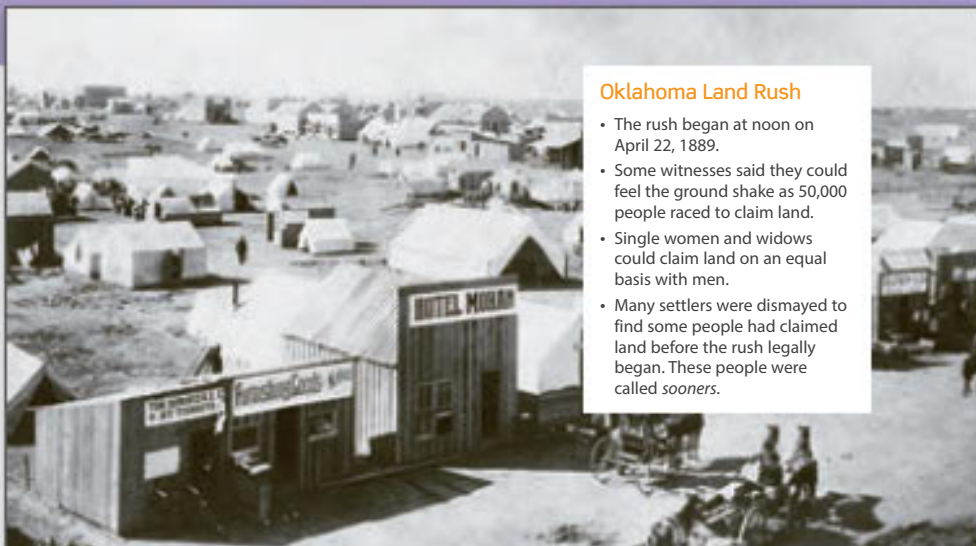 Oklahoma Land Rush
• The rush began at noon on
April 22, 1889.
• Some witnesses said they could
feel the ground shake as 50,000
people raced to claim land.
• Single women and widows
could claim land on an equal
basis with men.
• Many settlers were dismayed to
find some people had claimed
land before the rush legally
began. These people were
called sooners.
HOTEL MORAN
Furnishing Goods